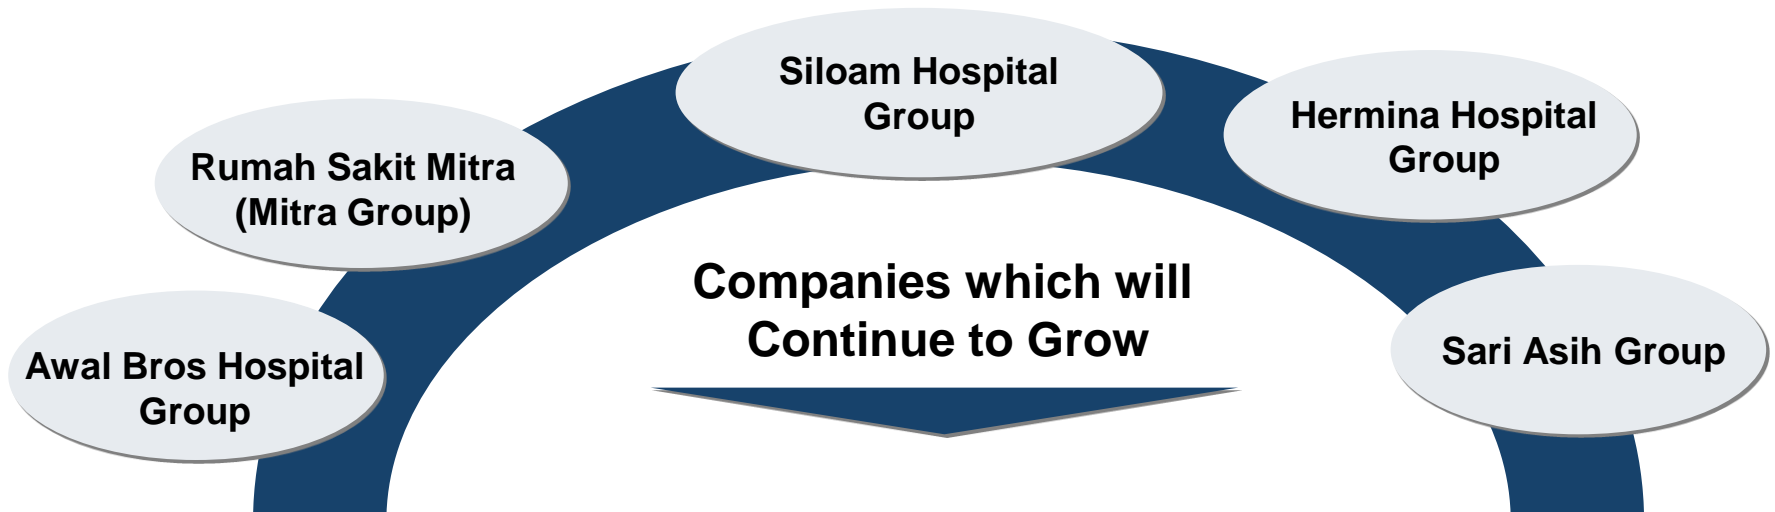 Siloam Hospital
Group
Hermina Hospital
Group
Rumah Sakit Mitra
(Mitra Group)
Companies which will
Continue to Grow
Awal Bros Hospital
Group
Sari Asih Group